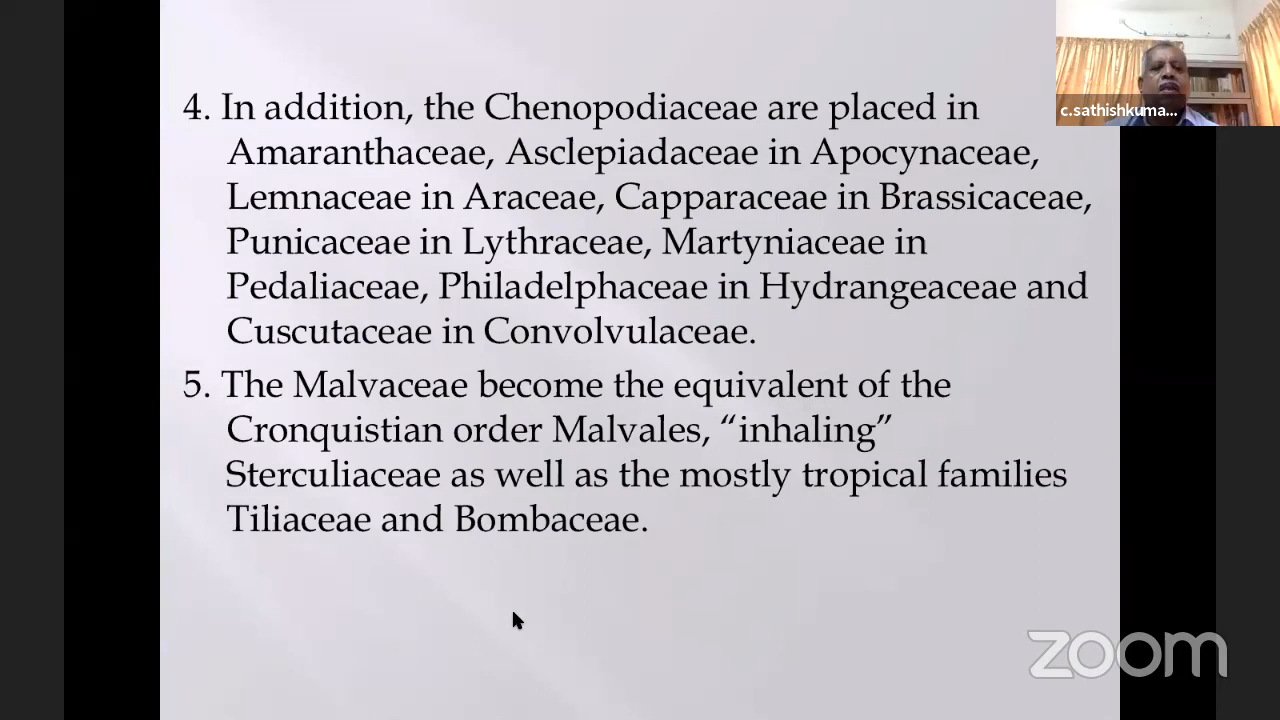 c.sathishkuma...
4. In addition, the Chenopodiaceae are placed in
Amaranthaceae, Asclepiadaceae in Apocynaceae,
Lemnaceae in Araceae, Capparaceae in Brassicaceae,
Punicaceae in Lythraceae, Martyniaceae in
Pedaliaceae, Philadelphaceae in Hydrangeaceae and
Cuscutaceae in Convolvulaceae.
5. The Malvaceae become the equivalent of the
Cronquistian order Malvales, “inhaling”
Sterculiaceae as well as the mostly tropical families
Tiliaceae and Bombaceae.
zoom